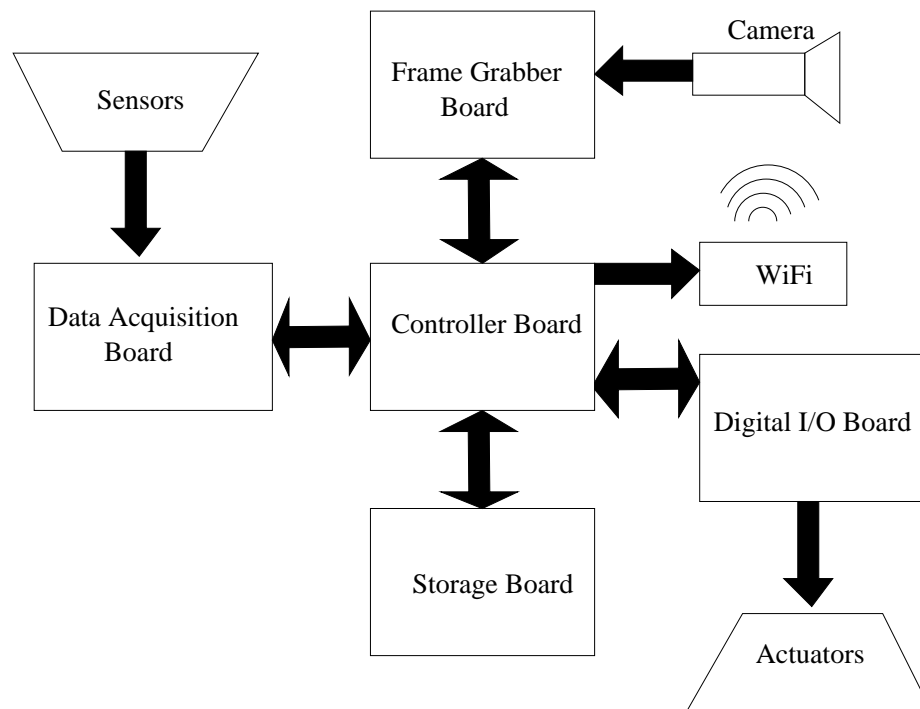 Camera
Frame Grabber
Board
Sensors
WiFi
Data Acquisition
Board
Controller Board
Digital I/O Board
Storage Board
Actuators